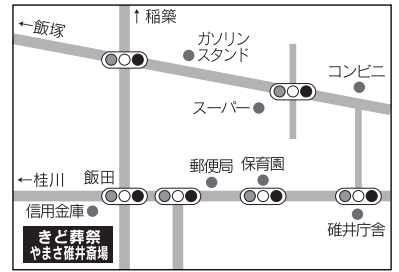 ↑稲築
←飯塚
ガソリン
スタンド
コンビニ
スーパー
←桂川
飯田
郵便局
保育園
信用金庫
碓井庁舎
きど葬祭
やまさ碓井斎場